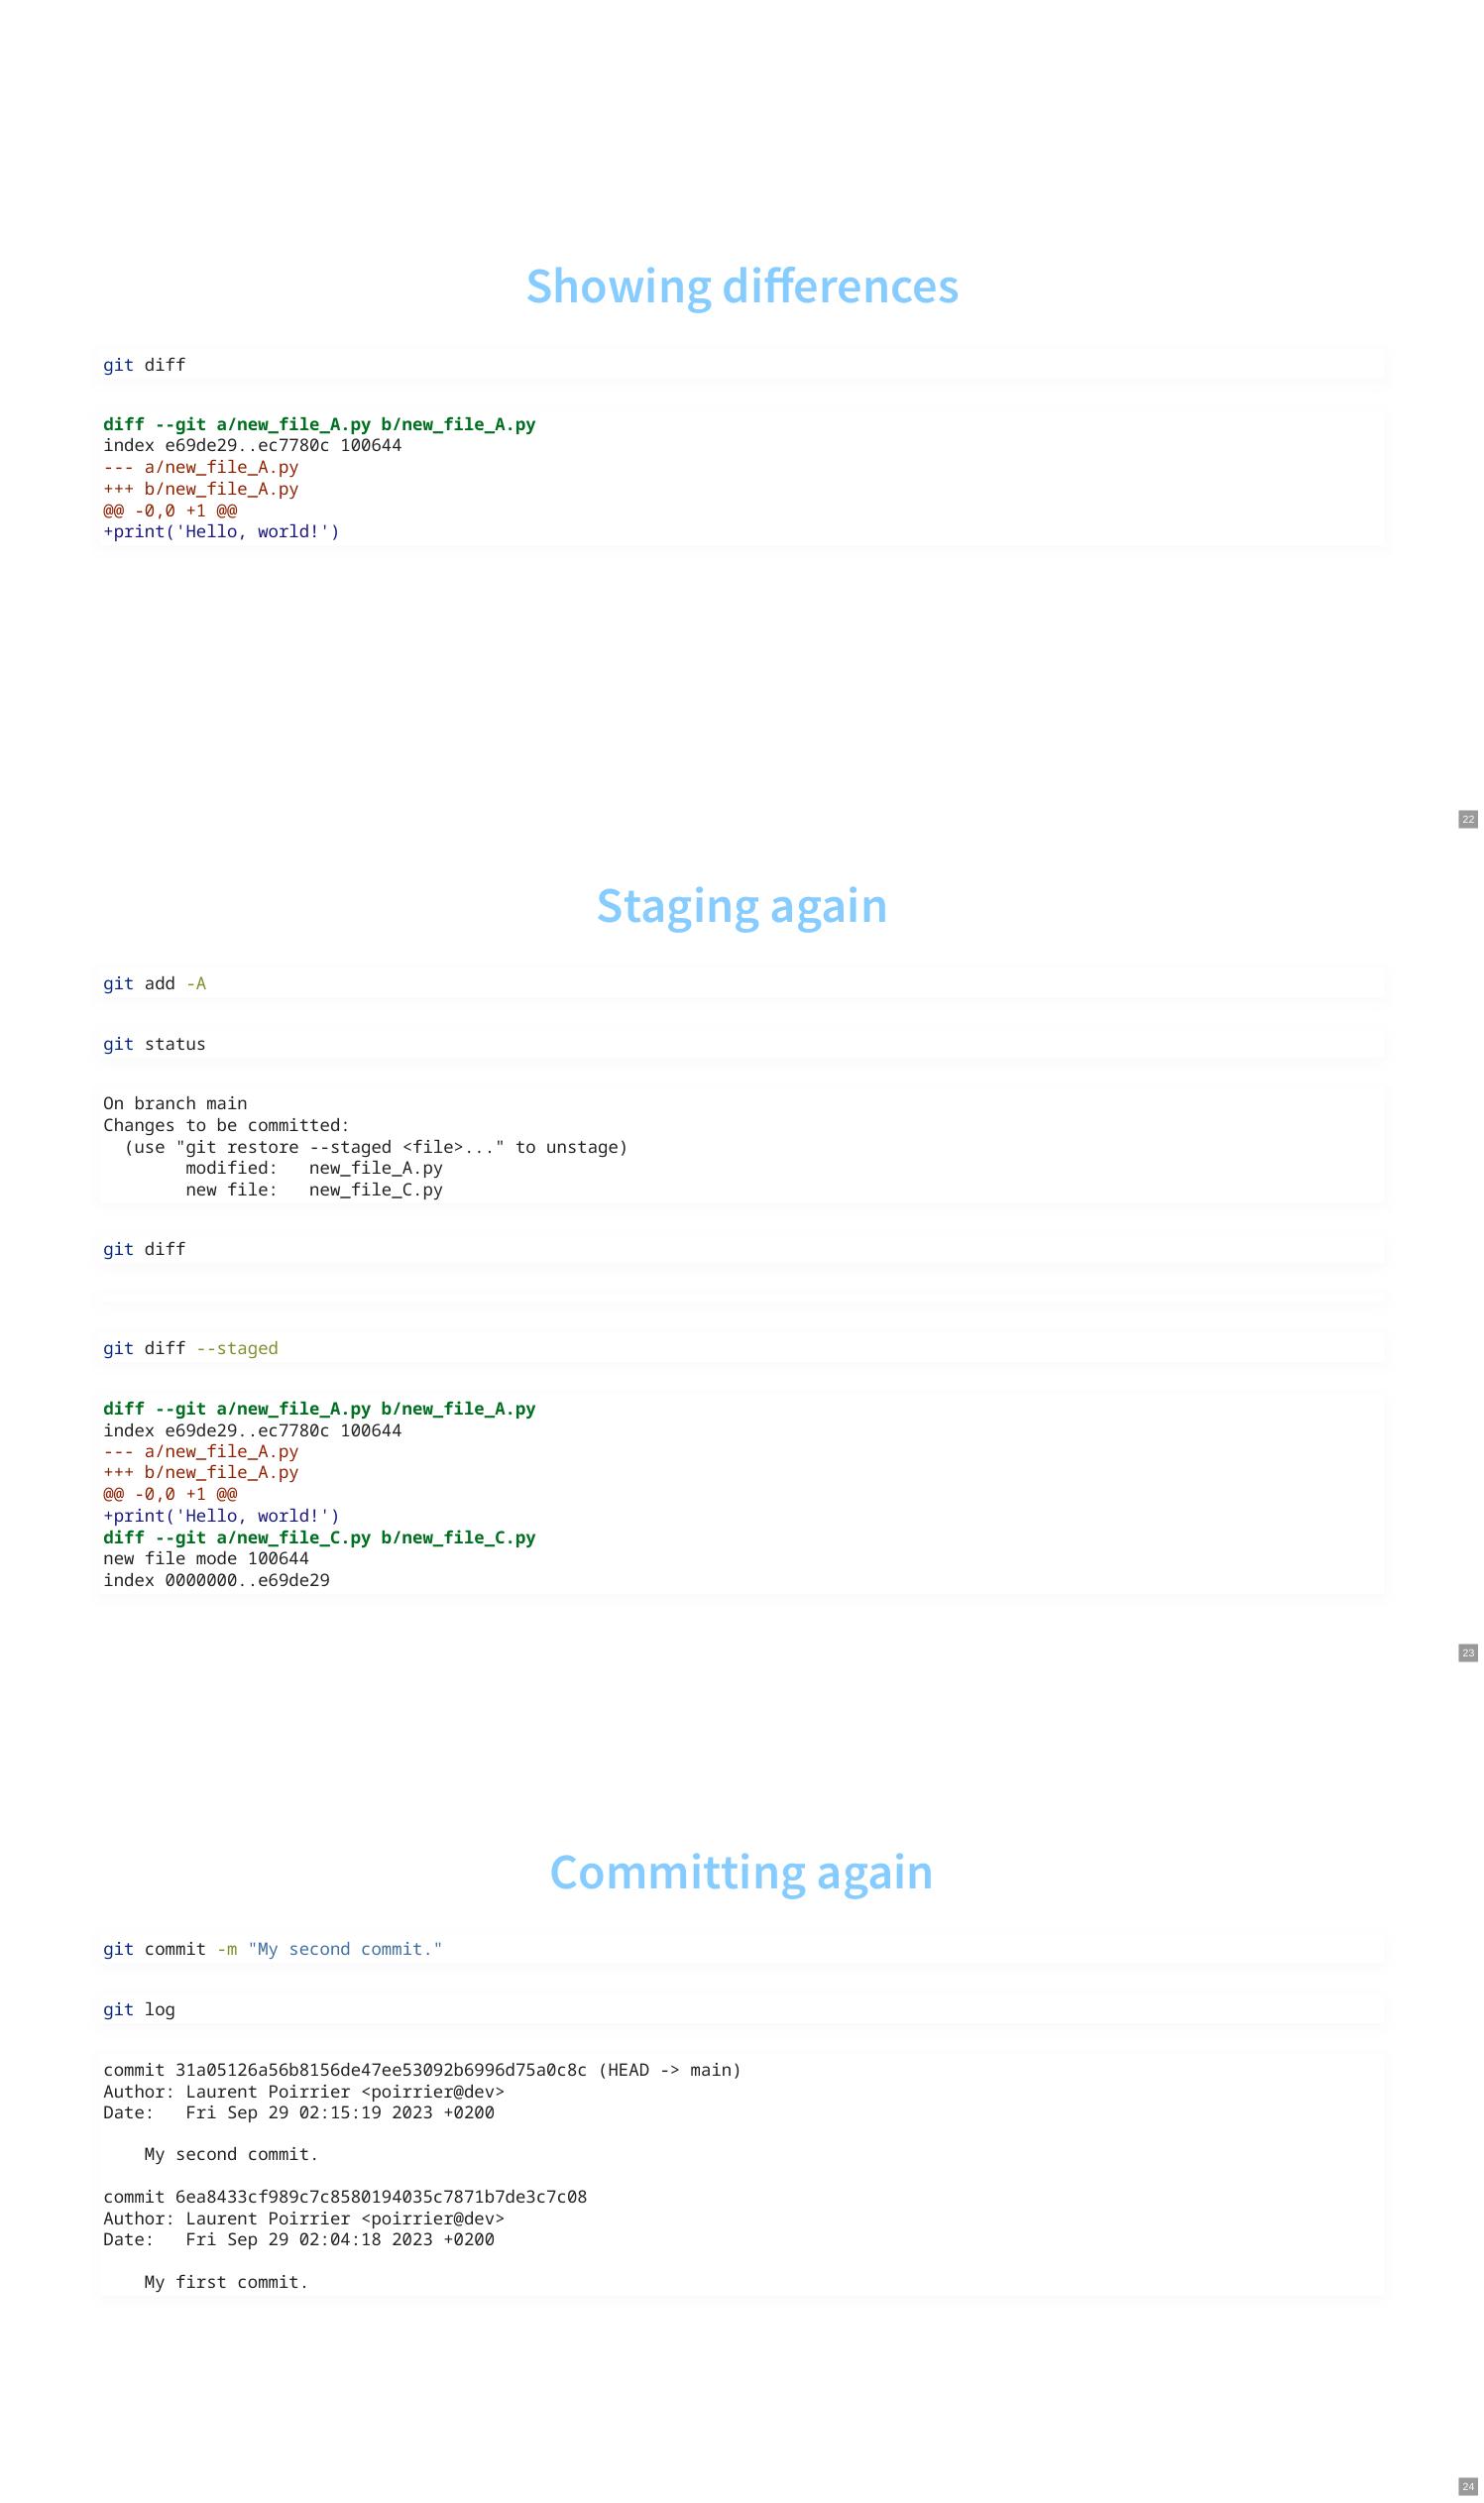 Showing differences
git diff
diff --git a/new_file_A.py b/new_file_A.py
index e69de29..ec7780c 100644
--- a/new_file_A.py
+++ b/new_file_A.py
@@ -0,0 +1 @@
+print('Hello, world!')
22
Staging again
git add -A
git status
On branch main
Changes to be committed:
  (use "git restore --staged <file>..." to unstage)
        modified:   new_file_A.py
        new file:   new_file_C.py
git diff
git diff --staged
diff --git a/new_file_A.py b/new_file_A.py
index e69de29..ec7780c 100644
--- a/new_file_A.py
+++ b/new_file_A.py
@@ -0,0 +1 @@
+print('Hello, world!')
diff --git a/new_file_C.py b/new_file_C.py
new file mode 100644
index 0000000..e69de29
23
Committing again
git commit -m "My second commit."
git log
commit 31a05126a56b8156de47ee53092b6996d75a0c8c (HEAD -> main)
Author: Laurent Poirrier <poirrier@dev>
Date:   Fri Sep 29 02:15:19 2023 +0200
    My second commit.
commit 6ea8433cf989c7c8580194035c7871b7de3c7c08
Author: Laurent Poirrier <poirrier@dev>
Date:   Fri Sep 29 02:04:18 2023 +0200
    My first commit.
24